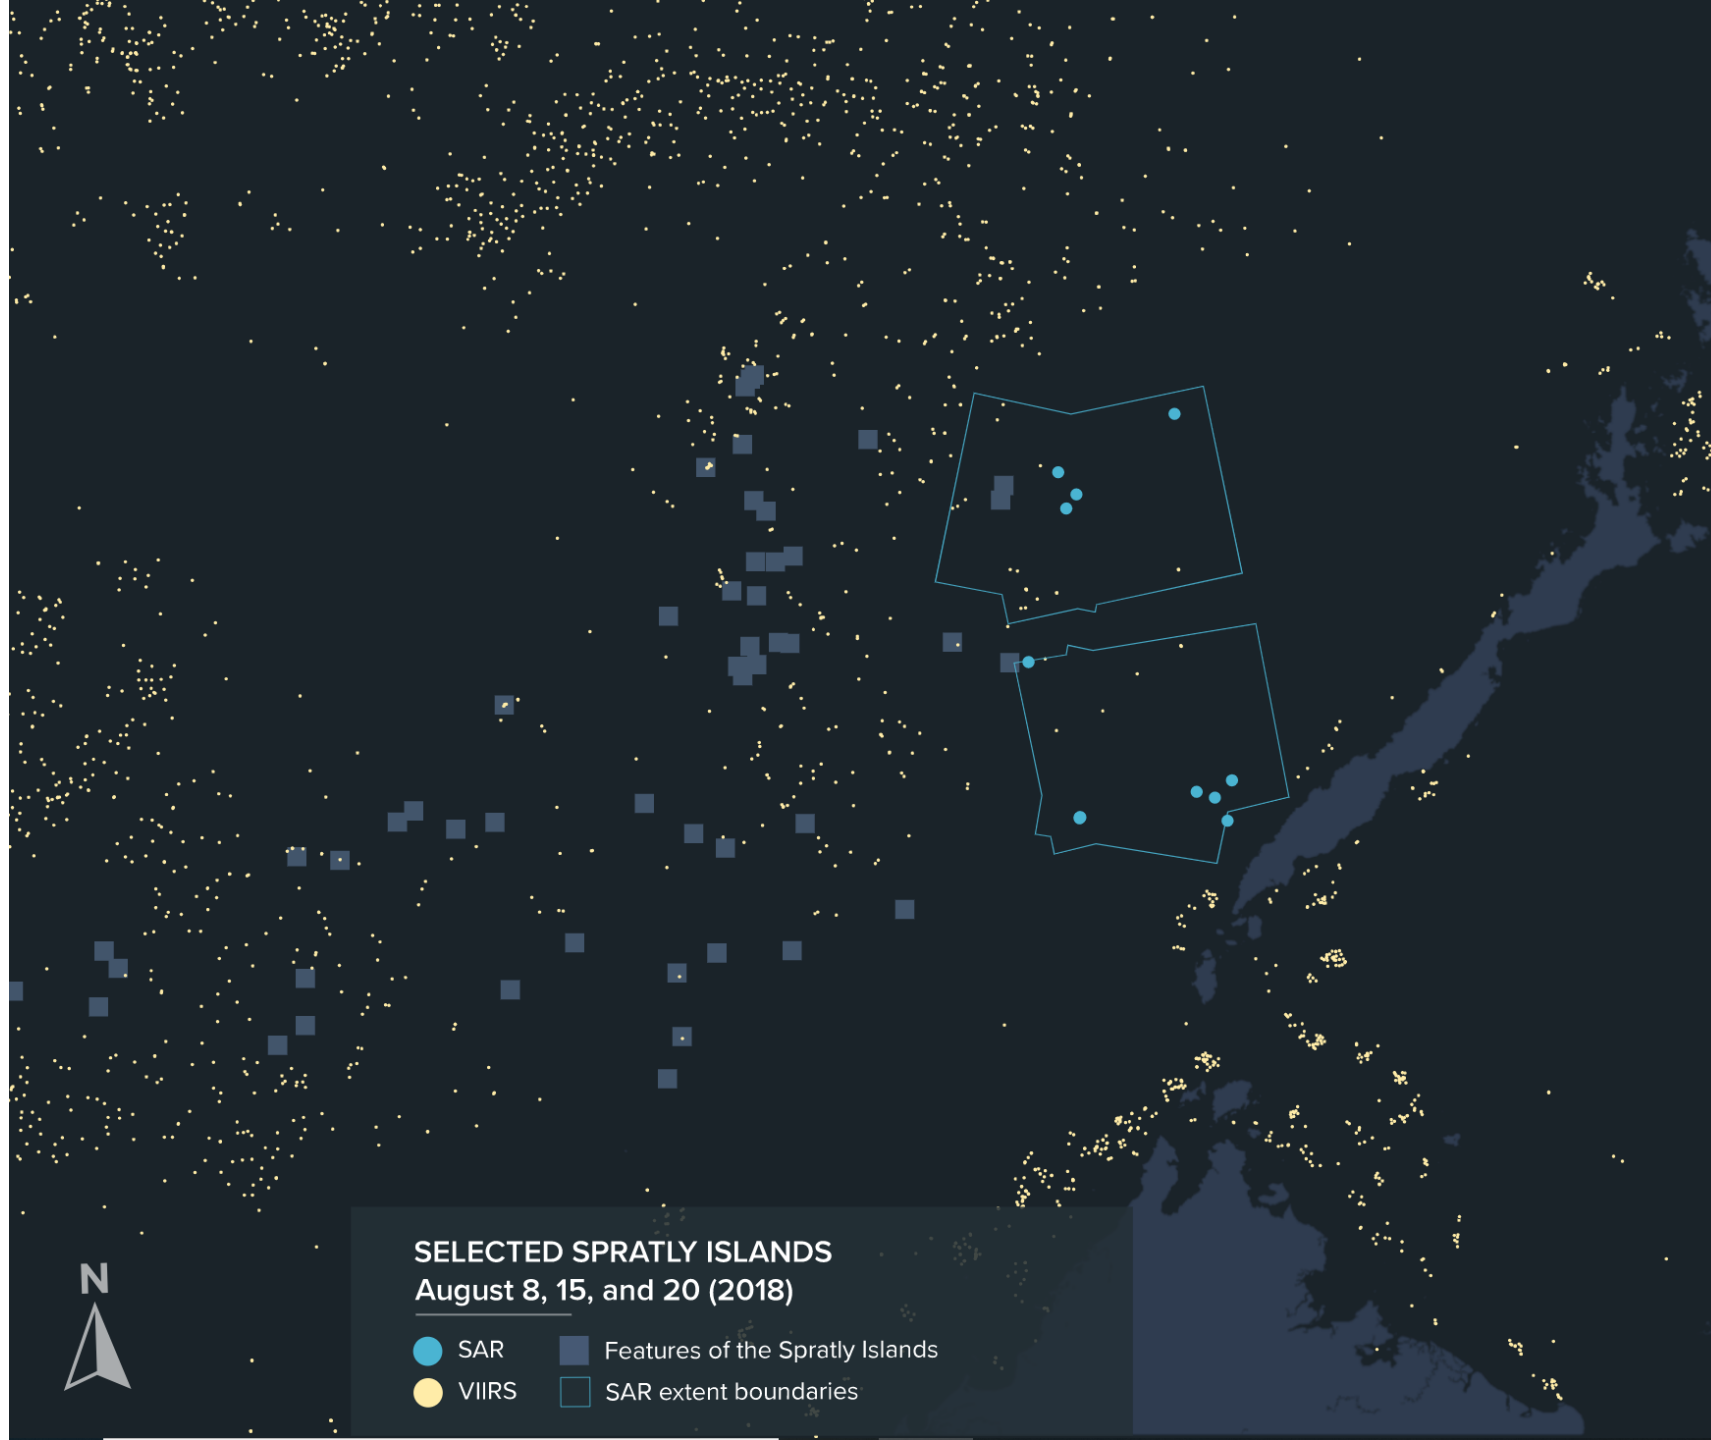 N
SELECTED SPRATLY ISLANDS
August 8, 15, and 20 (2018)
SAR
Features of the Spratly Islands
VIIRS
SAR extent boundaries